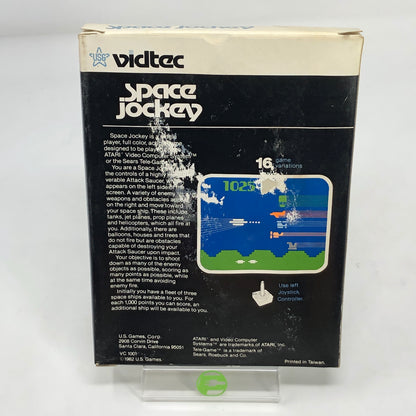 USG vidtec
space
jockey
Space Jockey is a
player, full color,
designed to be played
ATARI® Video Computer
or the Sears Tele-Game
You are a Space Jockey
the controls of a highly
verable Attack Saucer,
appears on the left side
screen. A variety of enemy
weapons and obstacles
on the right and move toward
your space ship. These include
tanks, jet planes, prop planes
and helicopters, which all fire at
you. Additionally, there are
balloons, houses and trees that
do not fire but are obstacles
capable of destroying your
Attack Saucer upon impact.
Your objective is to shoot
down as many of the enemy
objects as possible, scoring as
many points as possible, while
at the same time avoiding
enemy fire.
Initially you have a fleet of three
space ships available to you. For
each 1,000 points you can score, an
additional ship will be available to you.
16 game
variations
1025
Use left
Joystick
Controller.
U.S. Games, Corp.
2908 Corvin Drive
Santa Clara, California 95051
VC 1001
©1982 U.S. Games
ATARI® and Video Computer
System™ are trademarks of ATARI, Inc.
Tele-Game™ is a trademark of
Sears, Roebuck and Co.
Printed in Taiwan.